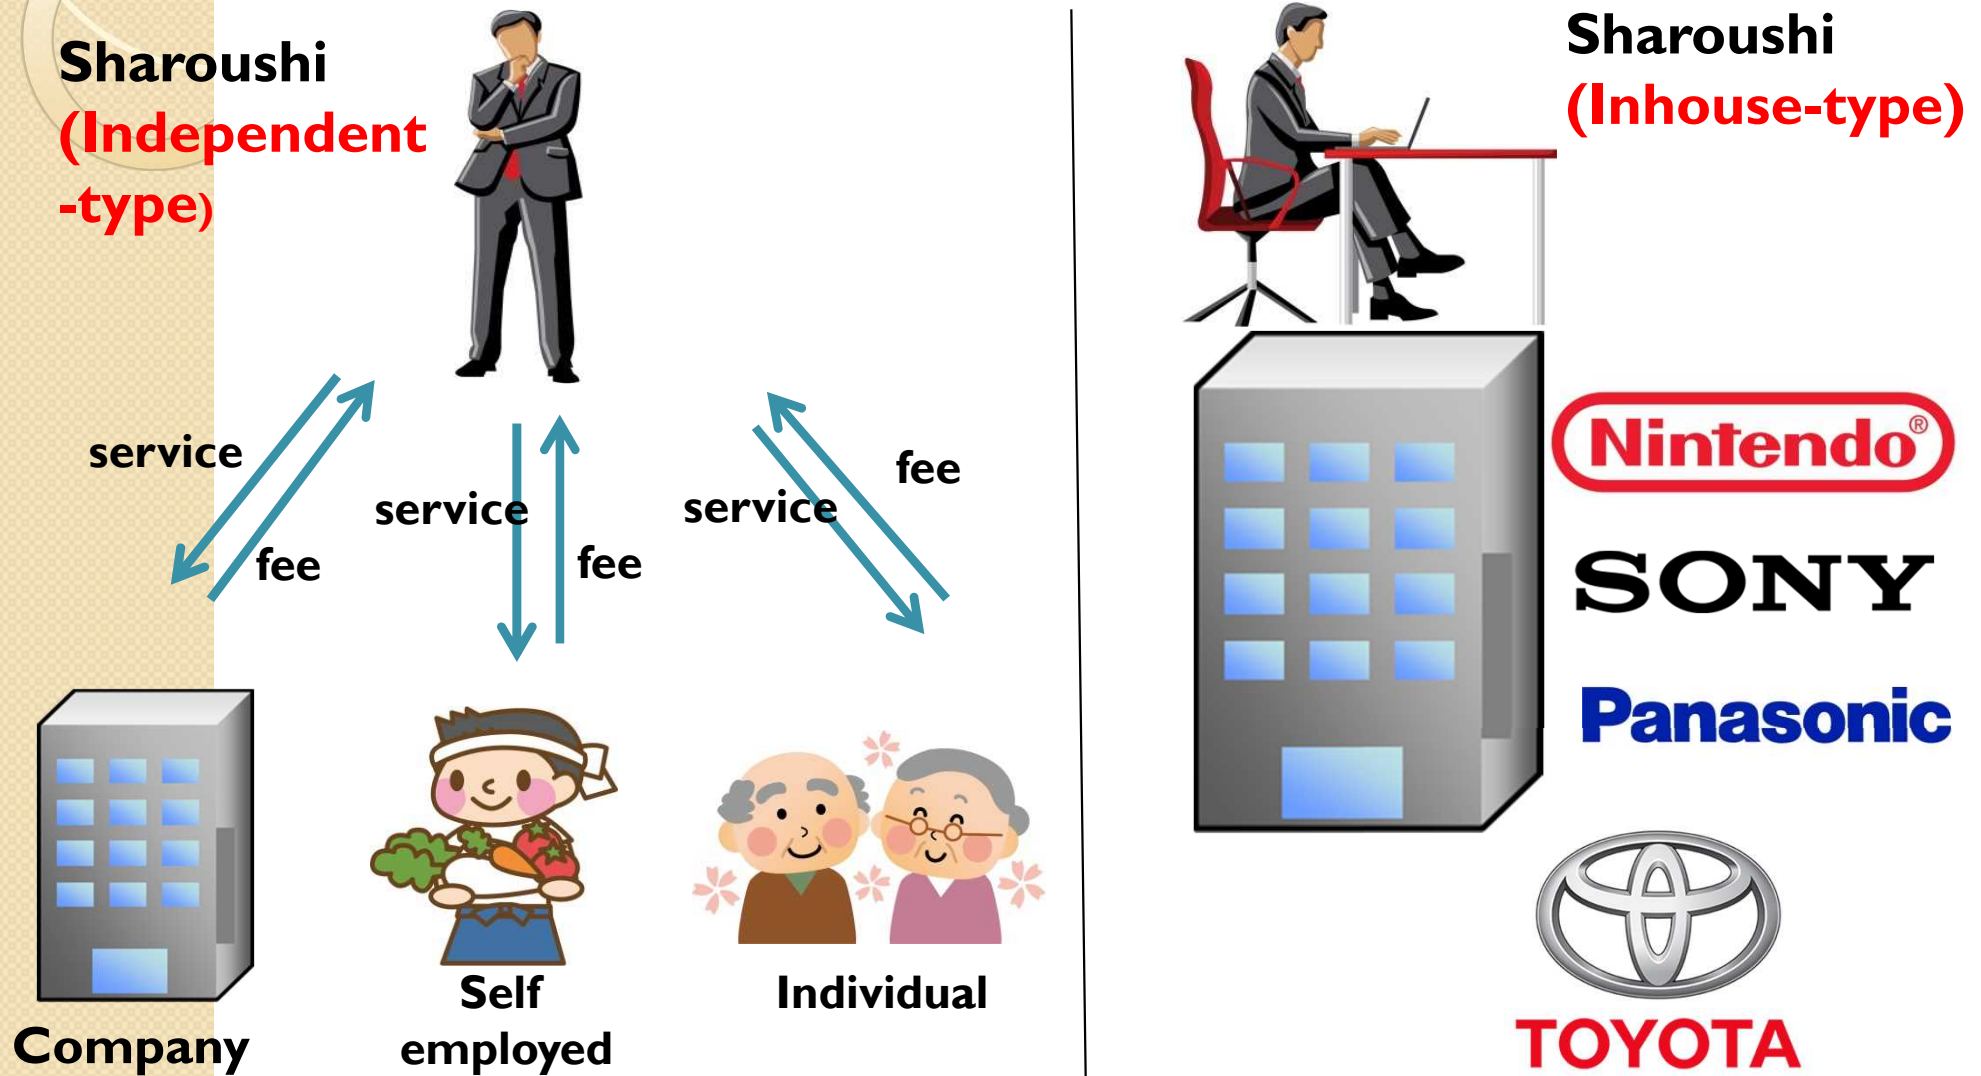 Sharoushi
(Independent
-type)
service
fee
service
fee
service
fee
Company
Self
employed
Individual
Sharoushi
(Inhouse-type)
Nintendo®
SONY
Panasonic
TOYOTA